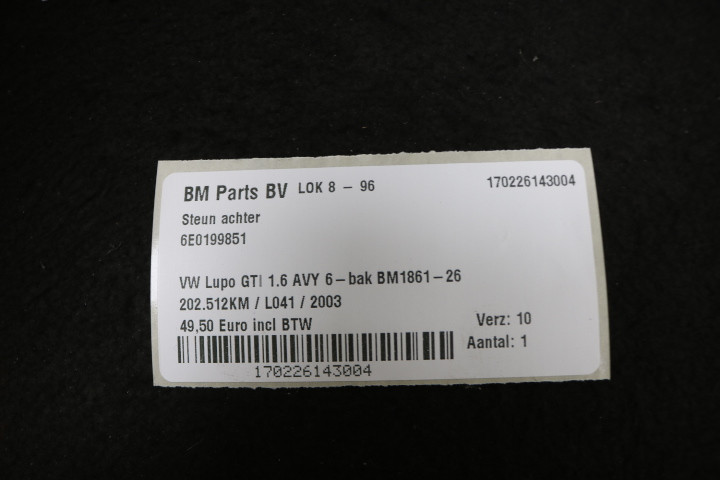 BM Parts BV LOK 8 - 96 170226143004
Steun achter
6E0199851
VW Lupo GTI 1.6 AVY 6-bak BM1861-26
202.512KM / L041 / 2003
49,50 Euro incl BTW
Verz: 10
Aantal: 1
170226143004